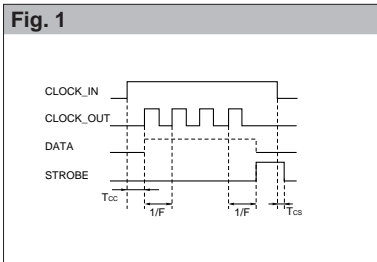 Fig. 1
CLOCK_IN
CLOCK_OUT
DATA
STROBE
Tcc
1/F
1/F
Tcs